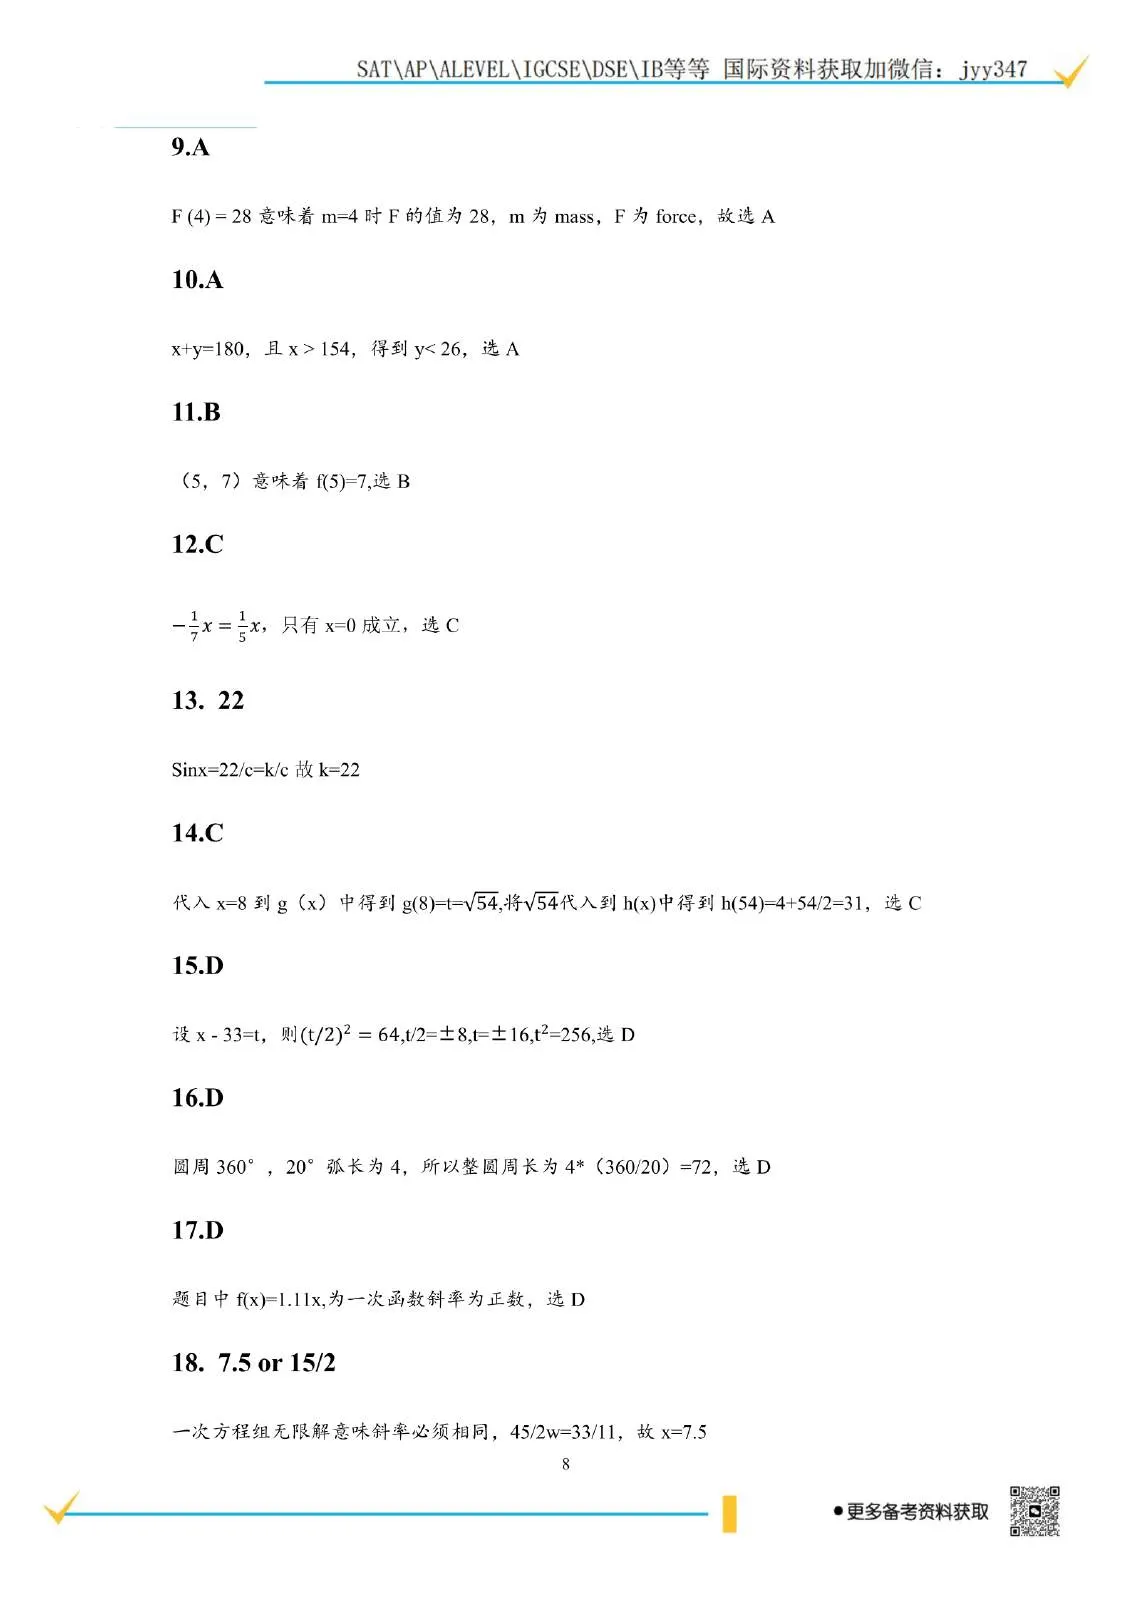 SAT\AP\ALEVEL\IGCSE\DSE\IB等等 国际资料获取加微信：jyy347
9.A
F (4) = 28 意味着 m=4 时 F 的值为 28，m 为 mass，F 为 force，故选 A
10.A
x+y=180，且 x > 154，得到 y< 26，选 A
11.B
（5，7）意味着 f(5)=7,选 B
12.C
−1/7 x = 1/5 x，只有 x=0 成立，选 C
13. 22
Sinx=22/c=k/c 故 k=22
14.C
代入 x=8 到 g（x）中得到 g(8)=t=√54,将√54代入到 h(x)中得到 h(54)=4+54/2=31，选 C
15.D
设 x - 33=t，则(t/2)² = 64,t/2=±8,t=±16,t²=256,选 D
16.D
圆周 360°，20°弧长为 4，所以整圆周长为 4*（360/20）=72，选 D
17.D
题目中 f(x)=1.11x,为一次函数斜率为正数，选 D
18. 7.5 or 15/2
一次方程组无限解意味斜率必须相同，45/2w=33/11，故 x=7.5
8
●更多备考资料获取